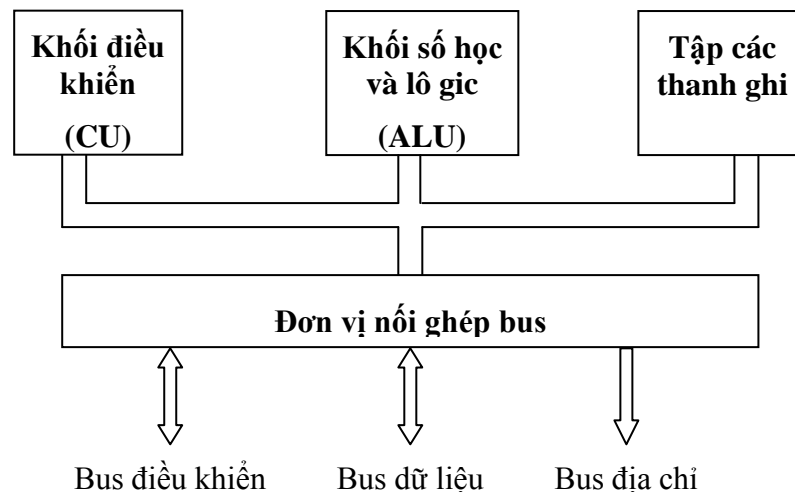 Khối điều
khiển
(CU)
Khối số học
và lô gic
(ALU)
Tập các
thanh ghi
Đơn vị nối ghép bus
Bus điều khiển
Bus dữ liệu
Bus địa chỉ